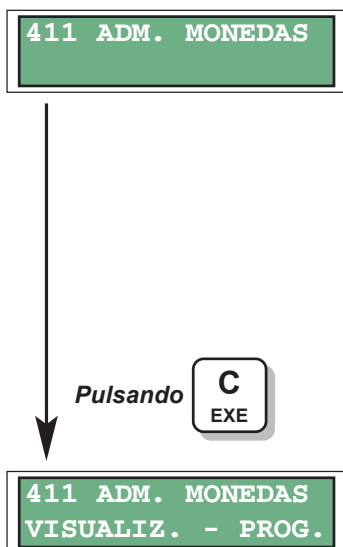 411 ADM. MONEDAS
Pulsando
C
EXE
411 ADM. MONEDAS
VISUALIZ. - PROG.